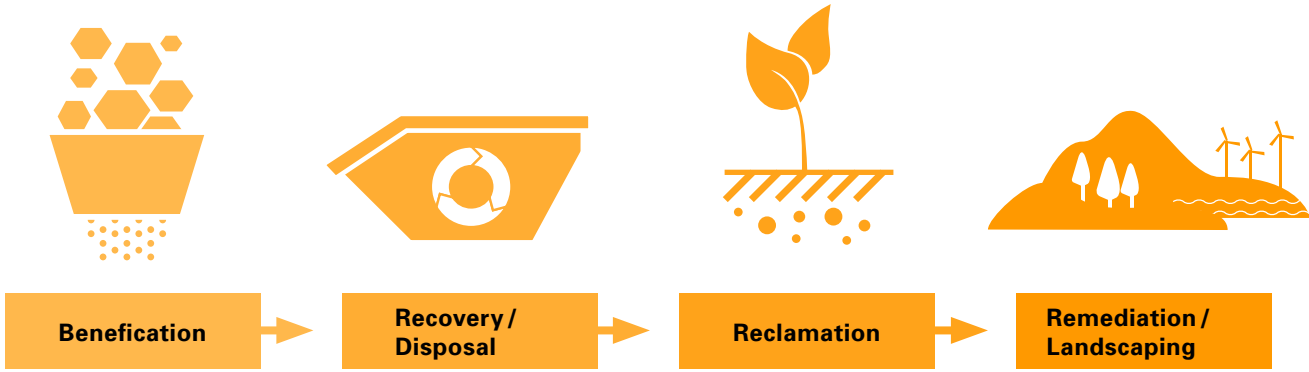 Benefication
Recovery /
Disposal
Reclamation
Remediation /
Landscaping